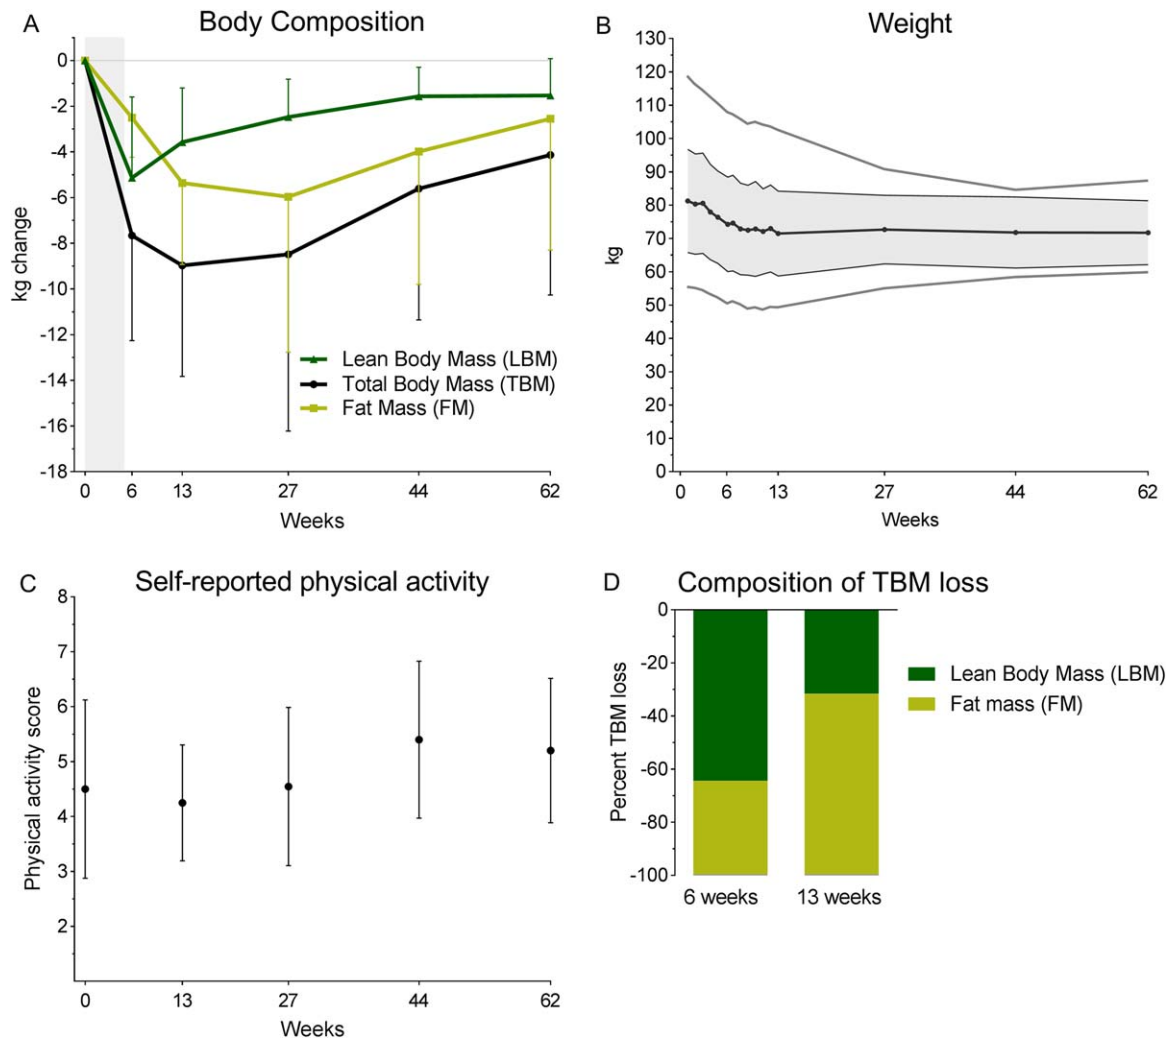 A
Body Composition
0
-2
-4
-6
-8
-10
-12
-14
-16
-18
kg change
Lean Body Mass (LBM)
Total Body Mass (TBM)
Fat Mass (FM)
0 6 13 27 44 62
Weeks
B
Weight
130
120
110
100
90
80
70
60
50
40
30
20
10
0
kg
0 6 13 27 44 62
Weeks
C
Self-reported physical activity
8
7
6
5
4
3
2
Physical activity score
0 13 27 44 62
Weeks
D
Composition of TBM loss
0
-20
-40
-60
-80
-100
Percent TBM loss
Lean Body Mass (LBM)
Fat mass (FM)
6 weeks 13 weeks